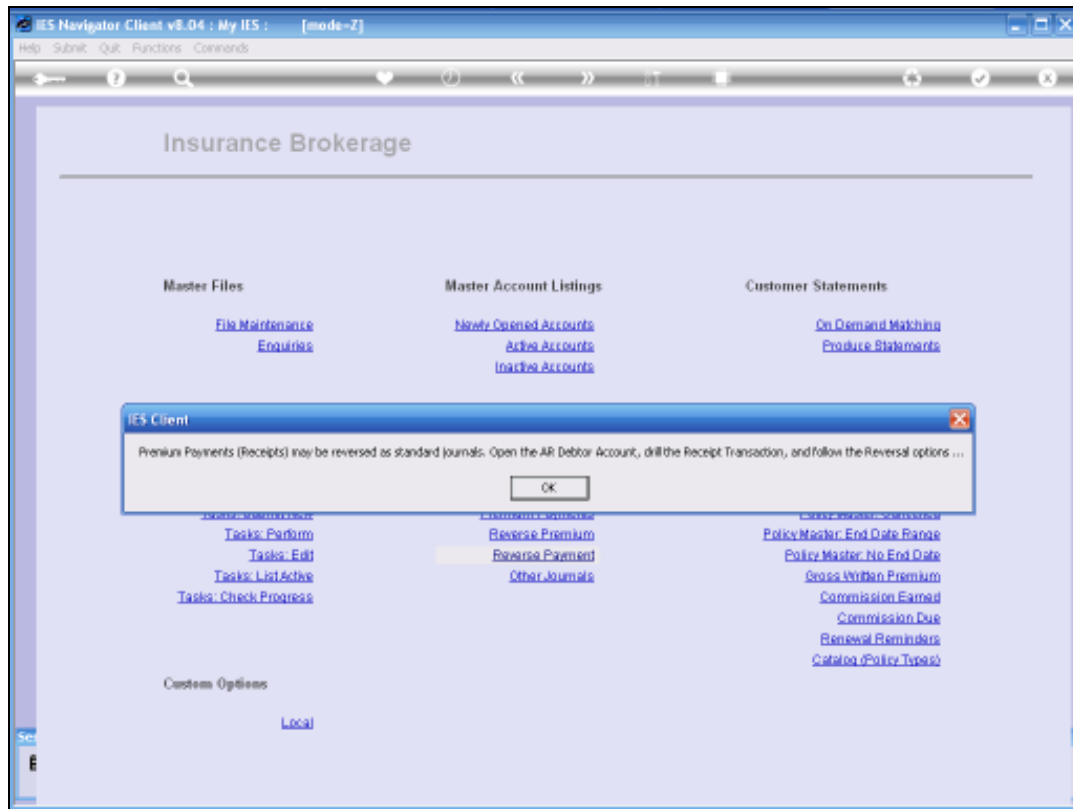 IES Navigator Client v8.04 : My IES : [mode=Z]
Help Submit Quit Functions Commands
Insurance Brokerage
Master Files
File Maintenance
Enquiries
Master Account Listings
Newly Opened Accounts
Active Accounts
Inactive Accounts
Customer Statements
On Demand Matching
Produce Statements
IES Client
Premium Payments (Receipts) may be reversed as standard journals. Open the AR Debtor Account, drill the Receipt Transaction, and follow the Reversal options ...
OK
Tasks: Perform
Tasks: Edit
Tasks: List Active
Tasks: Check Progress
Premium Payments
Reverse Premium
Reverse Payment
Other Journals
Policy Master: End Date Range
Policy Master: No End Date
Gross Written Premium
Commission Earned
Commission Due
Renewal Reminders
Catalog (Policy Types)
Custom Options
Local